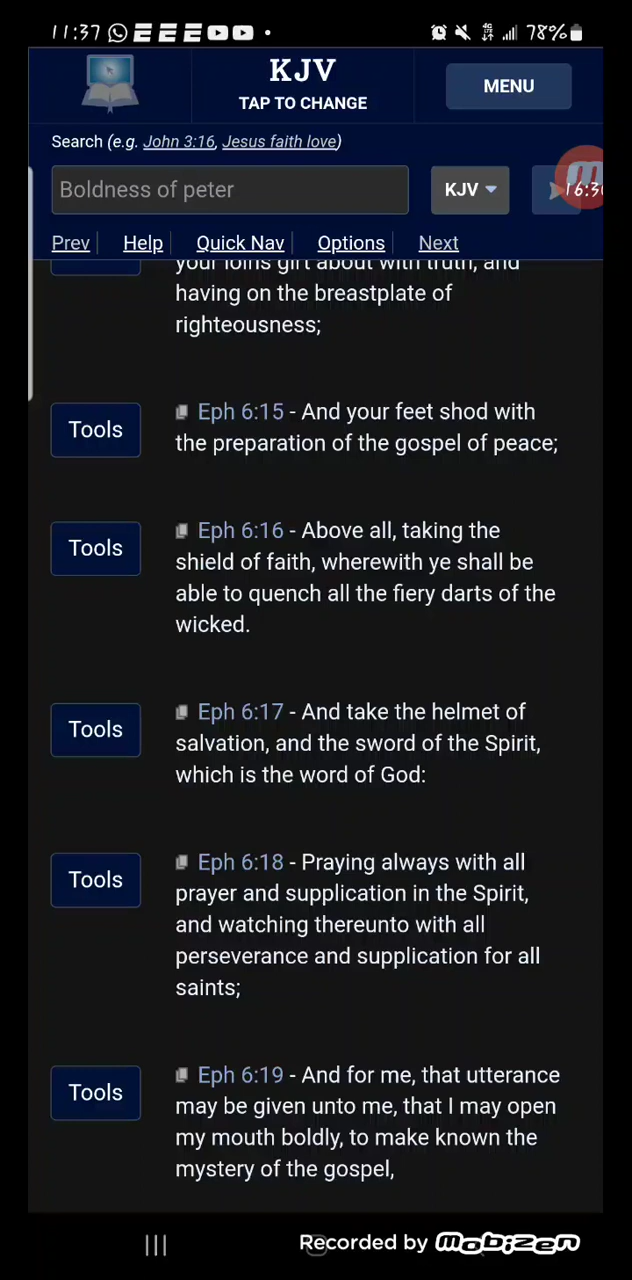 11:37 78%
KJV
TAP TO CHANGE
MENU
Search (e.g. John 3:16, Jesus faith love)
Boldness of peter
KJV
Prev Help Quick Nav Options Next
your loins girt about with truth, and
having on the breastplate of
righteousness;
Tools
Eph 6:15 - And your feet shod with
the preparation of the gospel of peace;
Tools
Eph 6:16 - Above all, taking the
shield of faith, wherewith ye shall be
able to quench all the fiery darts of the
wicked.
Tools
Eph 6:17 - And take the helmet of
salvation, and the sword of the Spirit,
which is the word of God:
Tools
Eph 6:18 - Praying always with all
prayer and supplication in the Spirit,
and watching thereunto with all
perseverance and supplication for all
saints;
Tools
Eph 6:19 - And for me, that utterance
may be given unto me, that I may open
my mouth boldly, to make known the
mystery of the gospel,
Recorded by mobizen